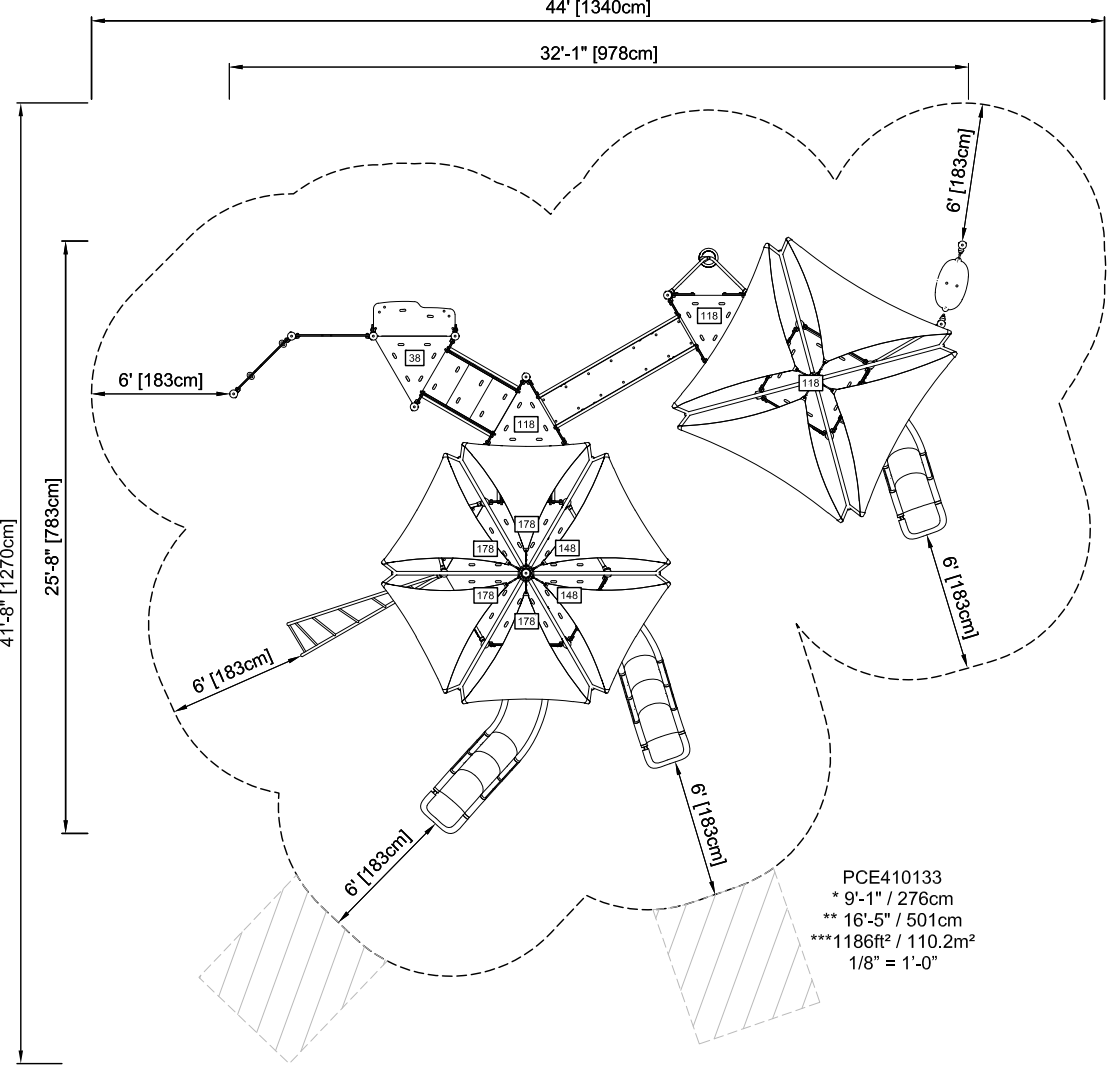 44' [1340cm]
32'-1" [978cm]
6' [183cm]
118
38
118
6' [183cm]
118
25'-8" [783cm]
41'-8" [1270cm]
178
178
148
178
148
178
6' [183cm]
6' [183cm]
6' [183cm]
6' [183cm]
PCE410133
* 9'-1" / 276cm
** 16'-5" / 501cm
***1186ft² / 110.2m²
1/8” = 1’-0”